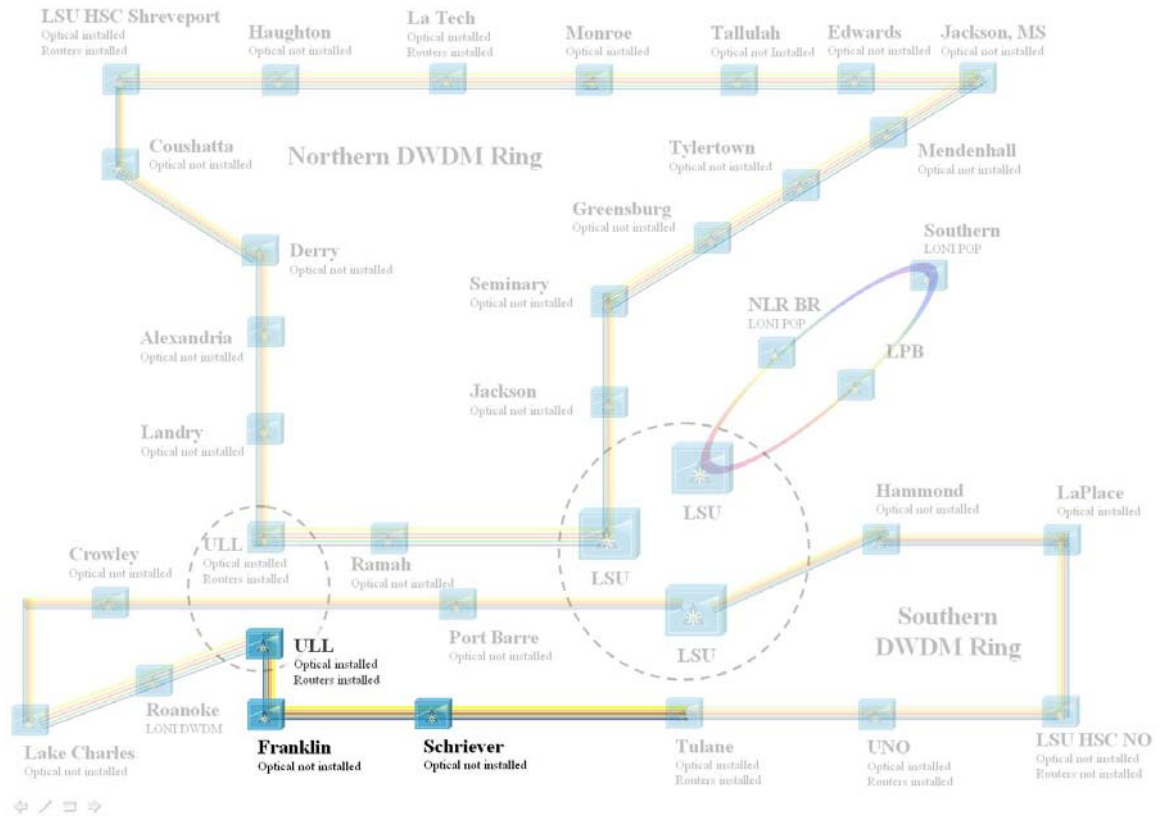 LSU HSC Shreveport
Optical installed
Routers installed
Haughton
Optical not installed
La Tech
Optical installed
Routers installed
Monroe
Optical not installed
Tallulah
Optical not Installed
Edwards
Optical not installed
Jackson, MS
Optical not installed
Coushatta
Optical not installed
Northern DWDM Ring
Tylertown
Optical not installed
Mendenhall
Optical not installed
Greensburg
Optical not installed
Derry
Optical not installed
Southern
LONI POP
Seminary
Optical not installed
NLR BR
LONI POP
Alexandria
Optical not installed
LPB
Jackson
Optical not installed
Landry
Optical not installed
LSU
Hammond
Optical not installed
LaPlace
Optical installed
ULL
Optical installed
Routers installed
Ramah
Optical not installed
LSU
Crowley
Optical not installed
Port Barre
Optical not installed
LSU
Southern
DWDM Ring
ULL
Optical installed
Routers installed
Roanoke
LONI DWDM
Lake Charles
Optical not installed
Franklin
Optical not installed
Schriever
Optical not installed
Tulane
Optical installed
Routers installed
UNO
Optical installed
Routers installed
LSU HSC NO
Optical installed
Routers not installed